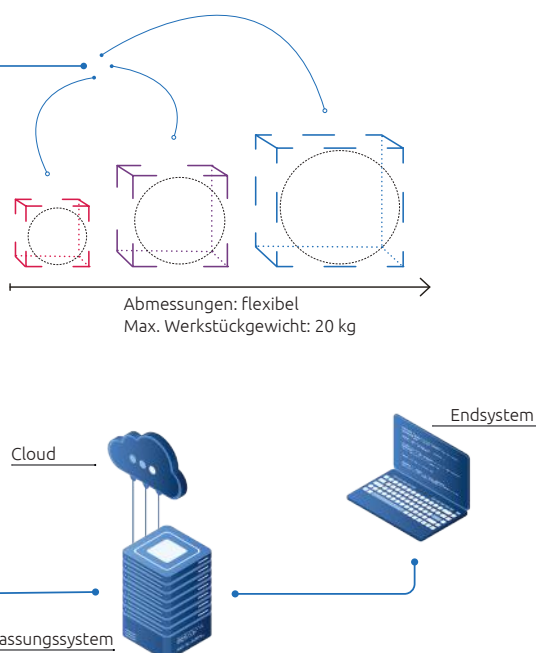 Abmessungen: flexibel
Max. Werkstückgewicht: 20 kg
Endsystem
Cloud
assungssystem